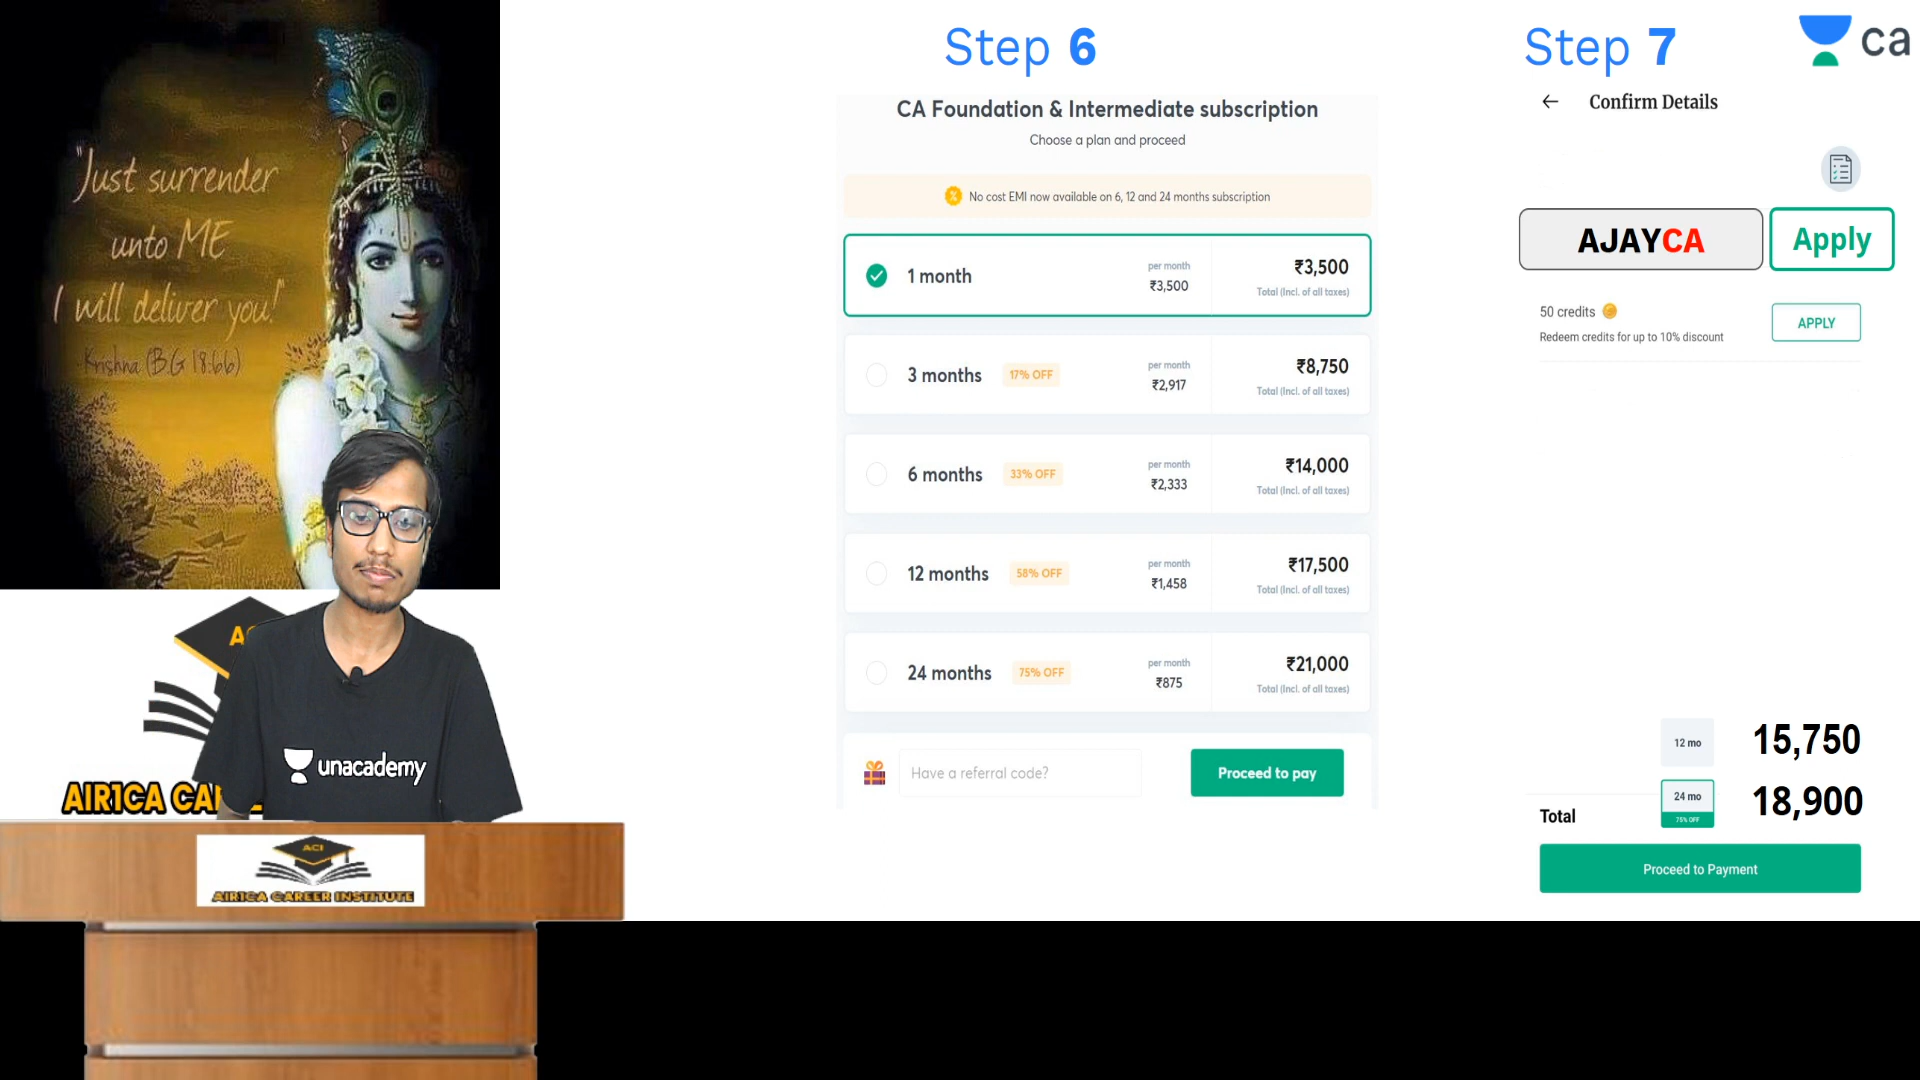 "Just surrender
unto ME
I will deliver you!"
Krishna (B.G 18:66)
AC
unacademy
AIR1CA CA
ACI
AIR1CA CAREER INSTITUTE
Step 6
CA Foundation & Intermediate subscription
Choose a plan and proceed
No cost EMI now available on 6, 12 and 24 months subscription
1 month
per month
₹3,500
₹3,500
Total (Incl. of all taxes)
3 months
17% OFF
per month
₹2,917
₹8,750
Total (Incl. of all taxes)
6 months
33% OFF
per month
₹2,333
₹14,000
Total (Incl. of all taxes)
12 months
58% OFF
per month
₹1,458
₹17,500
Total (Incl. of all taxes)
24 months
75% OFF
per month
₹875
₹21,000
Total (Incl. of all taxes)
Have a referral code?
Proceed to pay
Step 7
ca
Confirm Details
AJAYCA
Apply
50 credits
Redeem credits for up to 10% discount
APPLY
12 mo
15,750
24 mo
75% OFF
18,900
Total
Proceed to Payment